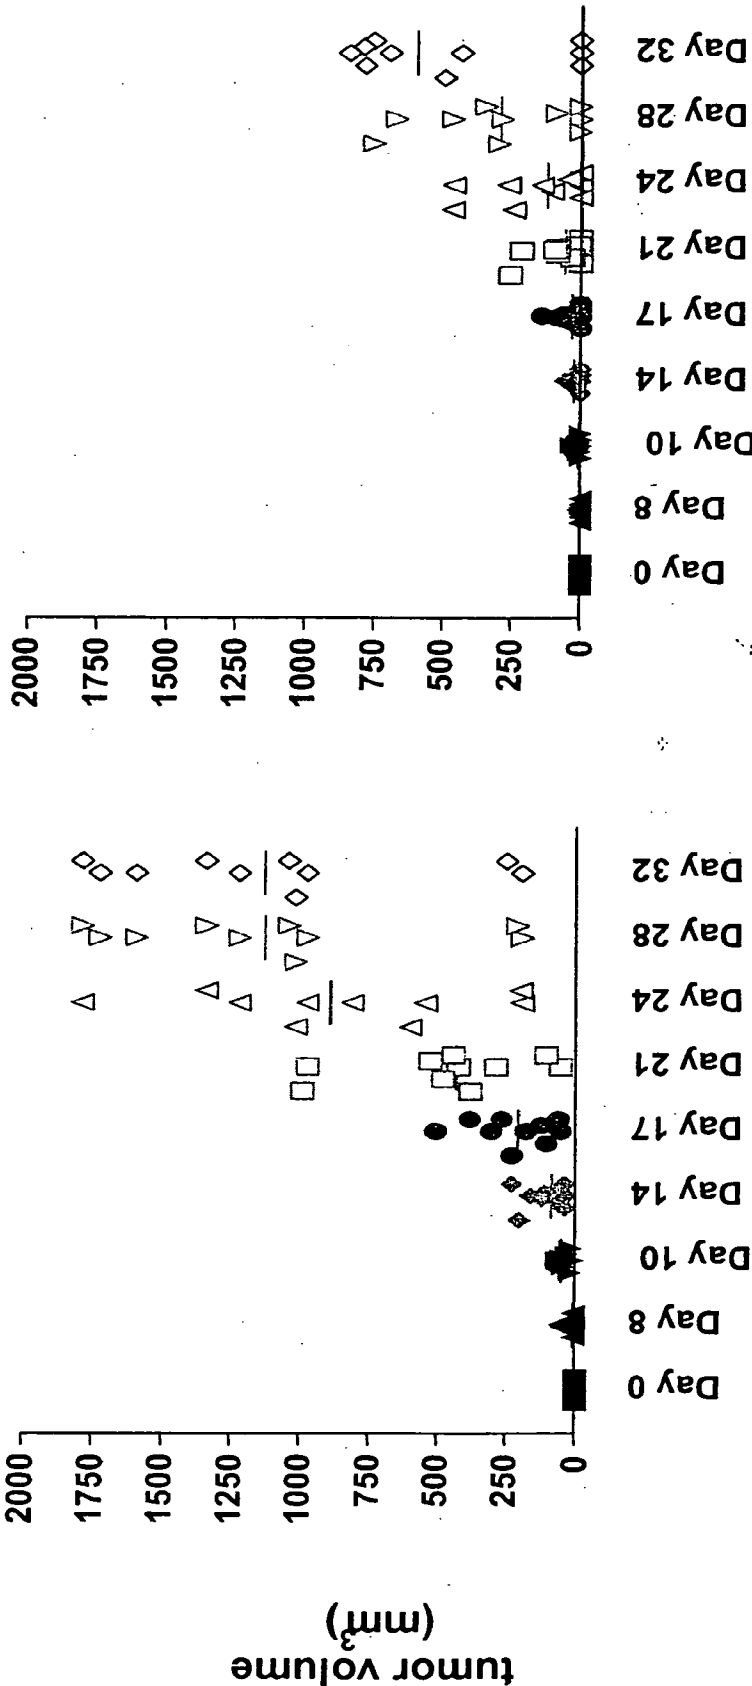 Day 32
Day 28
Day 24
Day 21
Day 17
Day 14
Day 10
Day 8
Day 0
2000
1750
1500
1250
1000
750
500
250
0
Day 32
Day 28
Day 24
Day 21
Day 17
Day 14
Day 10
Day 8
Day 0
2000
1750
1500
1250
1000
750
500
250
0
tumor volume
(mm³)